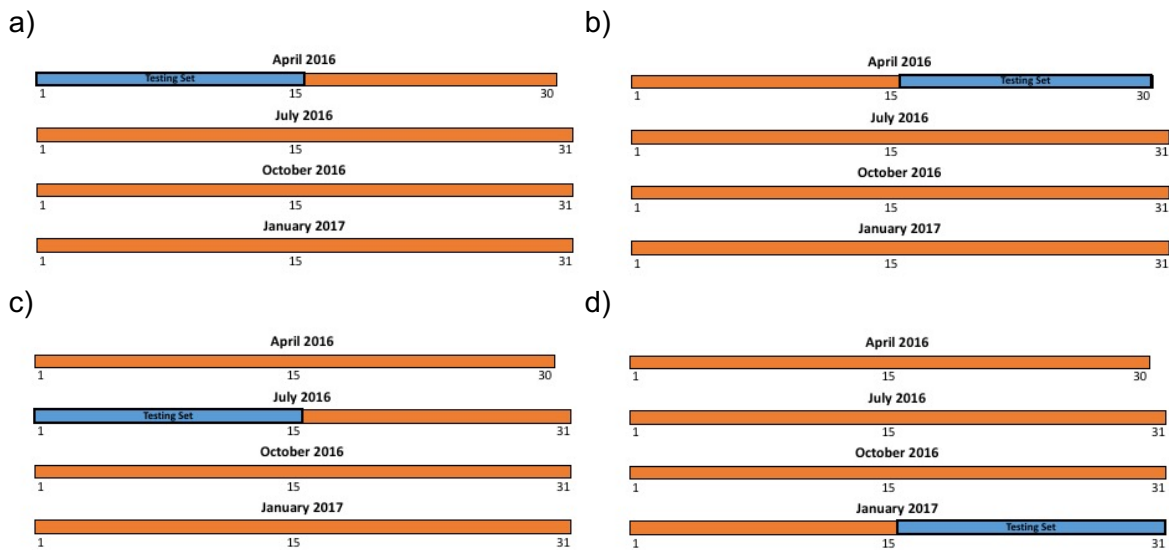 a)
April 2016
Testing Set
1 15 30
July 2016
1 15 31
October 2016
1 15 31
January 2017
1 15 31
b)
April 2016
Testing Set
1 15 30
July 2016
1 15 31
October 2016
1 15 31
January 2017
1 15 31
c)
April 2016
1 15 30
July 2016
Testing Set
1 15 31
October 2016
1 15 31
January 2017
1 15 31
d)
April 2016
1 15 30
July 2016
1 15 31
October 2016
1 15 31
January 2017
Testing Set
1 15 31